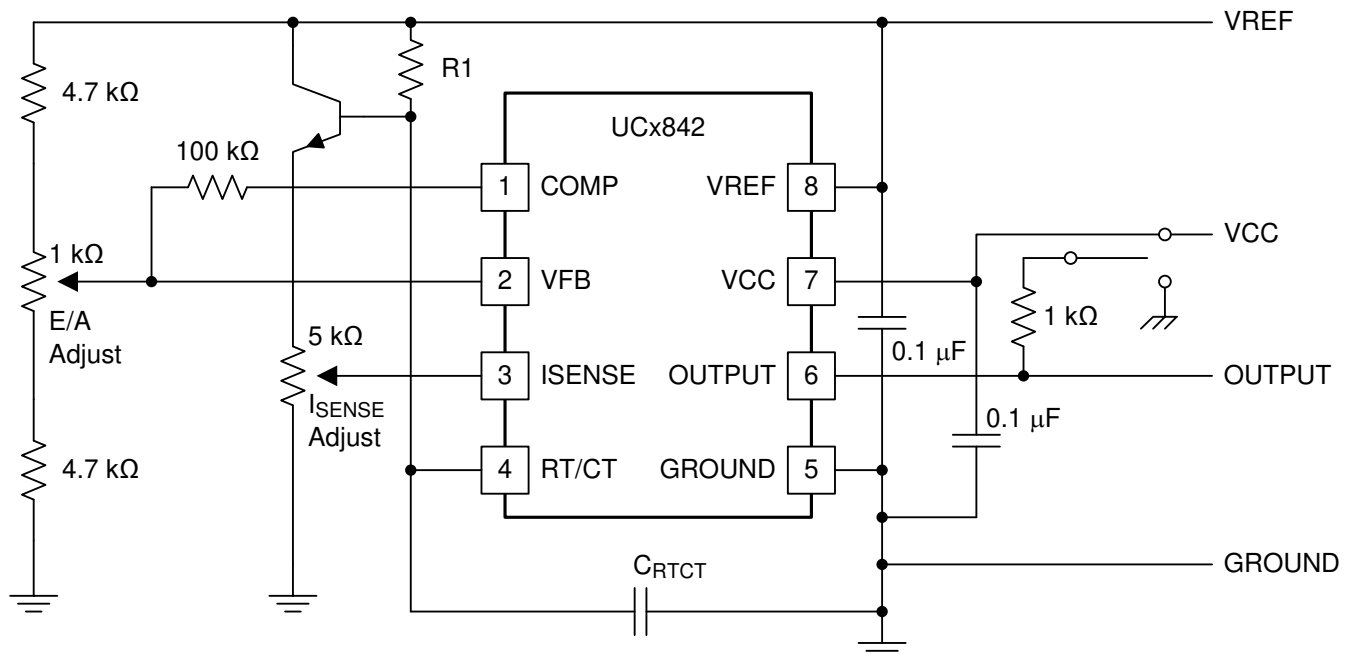 VREF
4.7 kΩ
R1
UCx842
100 kΩ
1 COMP
VREF 8
1 kΩ
VCC
2 VFB
VCC 7
E/A
Adjust
1 kΩ
5 kΩ
0.1 μF
3 ISENSE
OUTPUT 6
OUTPUT
ISENSE
Adjust
0.1 μF
4.7 kΩ
4 RT/CT
GROUND 5
CRTCT
GROUND